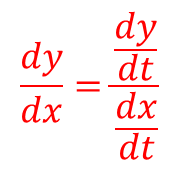 dy/dx = (dy/dt)/(dx/dt)